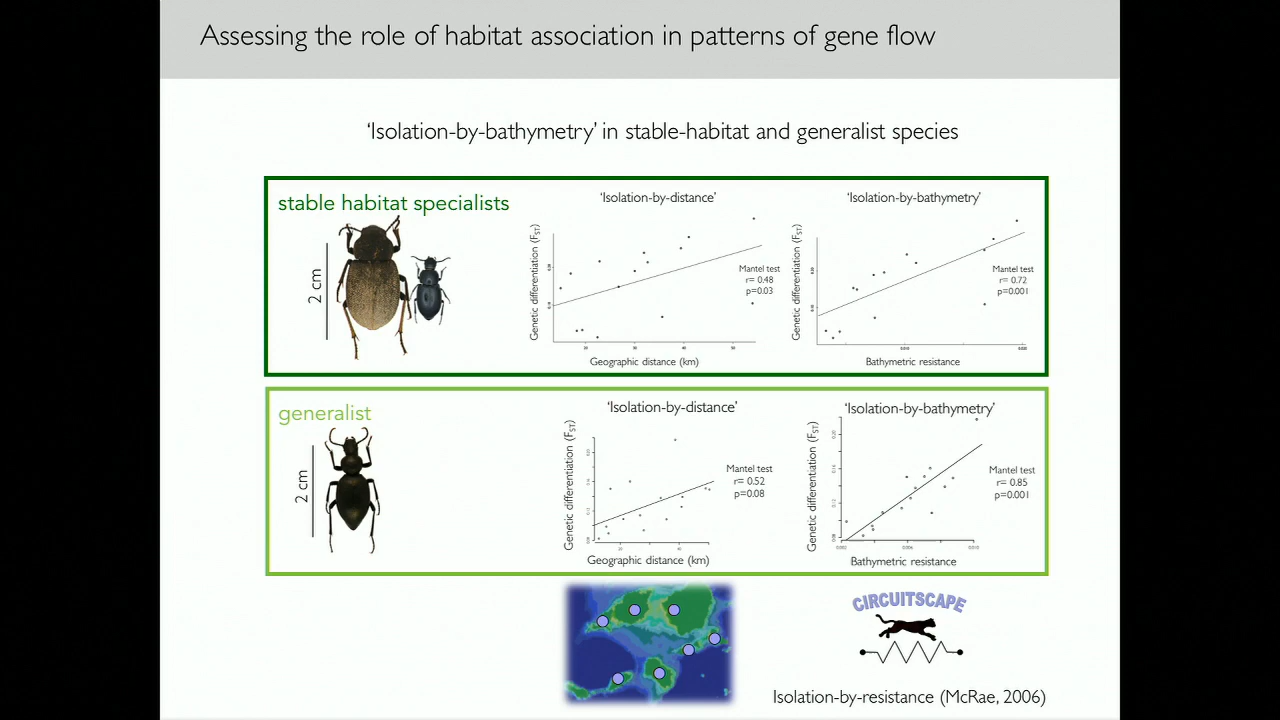 Assessing the role of habitat association in patterns of gene flow
'Isolation-by-bathymetry' in stable-habitat and generalist species
stable habitat specialists
2 cm
'Isolation-by-distance'
Genetic differentiation (FST)
Mantel test
r= 0.48
p=0.03
Geographic distance (km)
'Isolation-by-bathymetry'
Genetic differentiation (FST)
Mantel test
r= 0.72
p=0.001
Bathymetric resistance
generalist
2 cm
'Isolation-by-distance'
Genetic differentiation (FST)
Mantel test
r= 0.52
p=0.08
Geographic distance (km)
'Isolation-by-bathymetry'
Genetic differentiation (FST)
Mantel test
r= 0.85
p=0.001
Bathymetric resistance
CIRCUITSCAPE
Isolation-by-resistance (McRae, 2006)